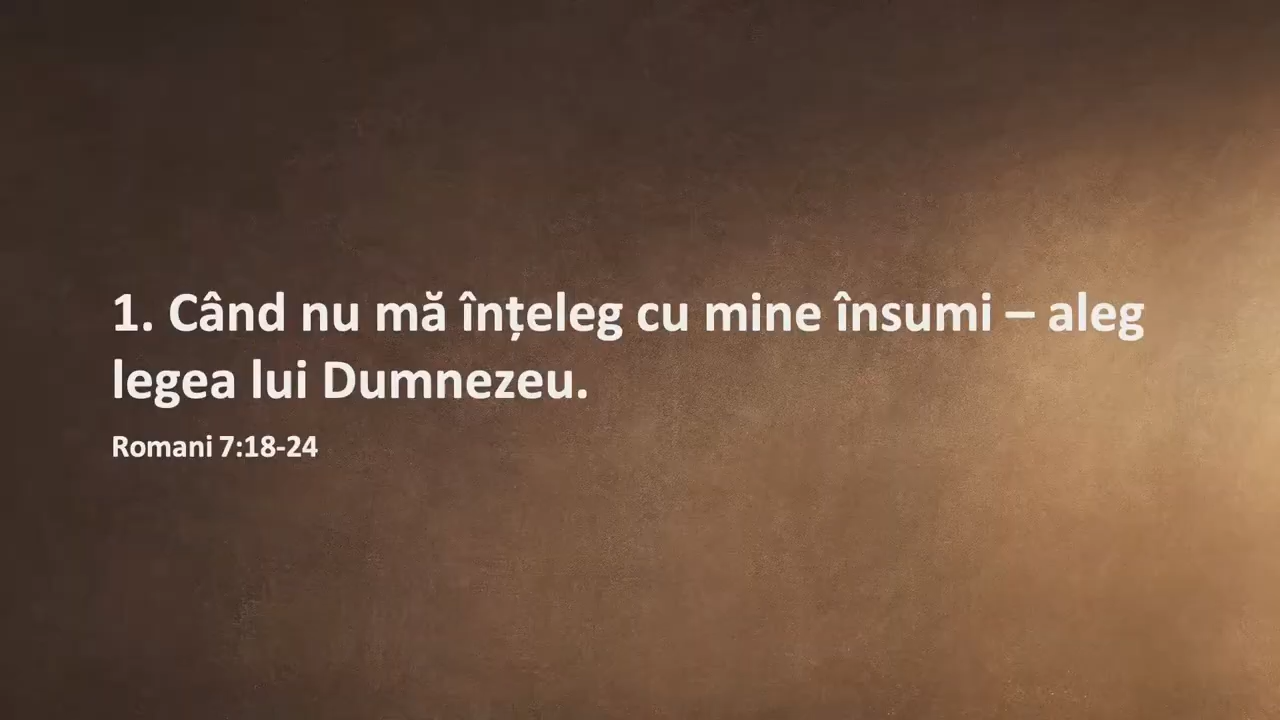 1. Când nu mă înțeleg cu mine însumi – aleg
legea lui Dumnezeu.
Romani 7:18-24